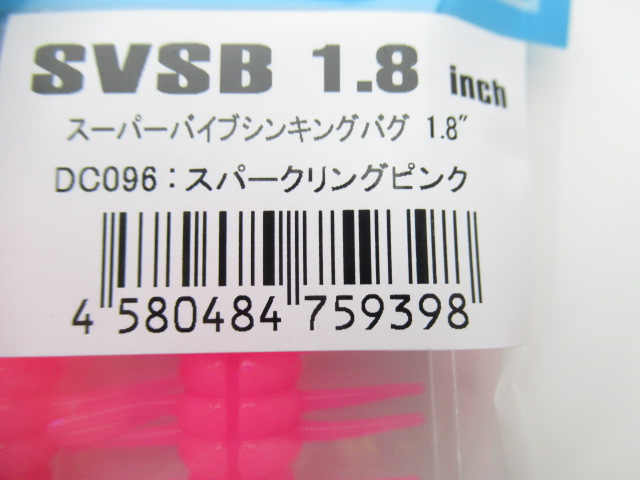 SVSB 1.8 inch
スーパーバイブシンキングバグ 1.8"
DC096：スパークリングピンク
4 580484 759398